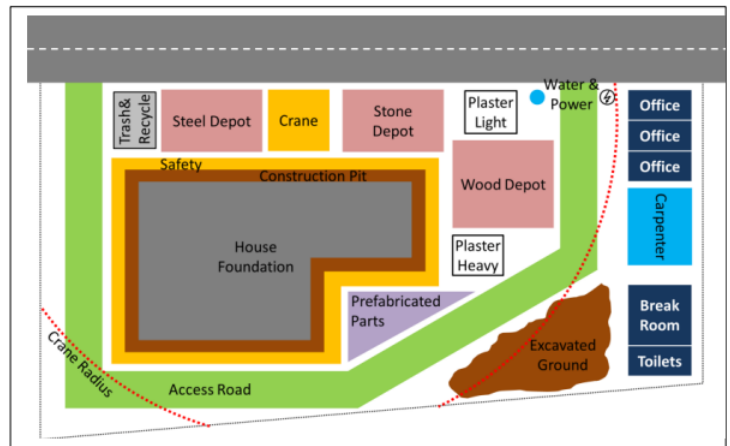 Trash&
Recycle
Steel Depot
Crane
Stone
Depot
Plaster
Light
Water &
Power
Office
Office
Office
Safety
Construction Pit
Wood Depot
Carpenter
House
Foundation
Plaster
Heavy
Prefabricated
Parts
Break
Room
Excavated
Ground
Toilets
Crane Radius
Access Road